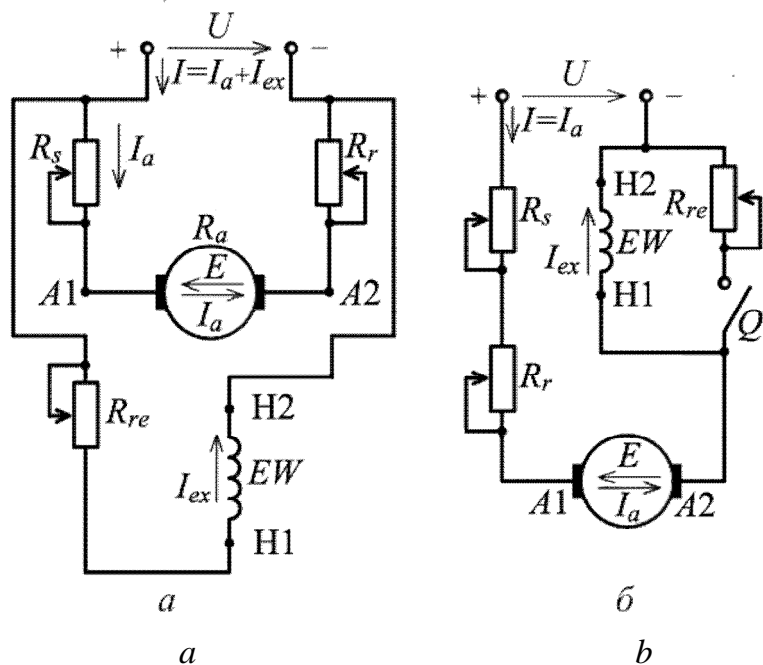 U
+ −
I=Ia+Iex
Rs
Ia
Rr
Ra
E
Ia
A1
A2
Rre
H2
Iex
EW
H1
а
a
U
+ −
I=Ia
Rs
H2
Rre
Iex
EW
H1
Q
Rr
E
Ia
A1
A2
б
b